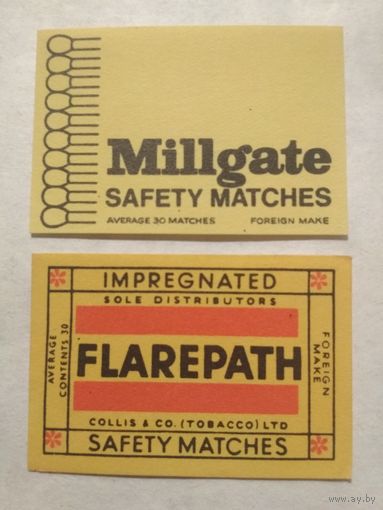 Millgate
SAFETY MATCHES
AVERAGE 30 MATCHES FOREIGN MAKE
IMPREGNATED
SOLE DISTRIBUTORS
AVERAGE
CONTENTS 30
FLAREPATH
FOREIGN
MAKE
COLLIS & CO. (TOBACCO) LTD
SAFETY MATCHES
www.ay.by